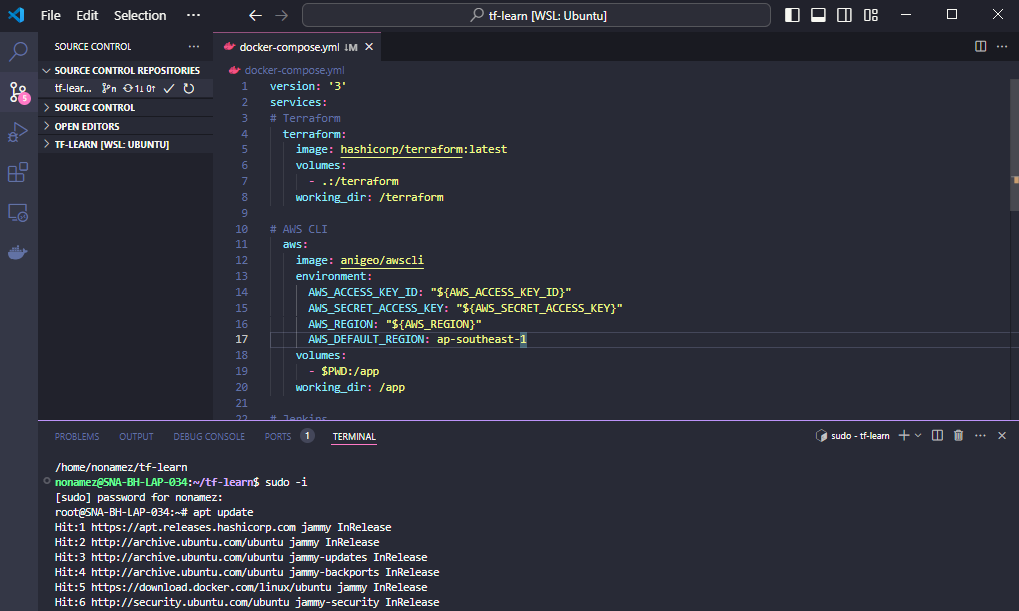 File Edit Selection ··· tf-learn [WSL: Ubuntu]
SOURCE CONTROL ···
SOURCE CONTROL REPOSITORIES
tf-lear... n 1↓ 0↑
5
SOURCE CONTROL
OPEN EDITORS
TF-LEARN [WSL: UBUNTU]
docker-compose.yml ↓M
docker-compose.yml
1 version: '3'
2 services:
3 # Terraform
4 terraform:
5 image: hashicorp/terraform:latest
6 volumes:
7 - .:/terraform
8 working_dir: /terraform
9
10 # AWS CLI
11 aws:
12 image: anigeo/awscli
13 environment:
14 AWS_ACCESS_KEY_ID: "${AWS_ACCESS_KEY_ID}"
15 AWS_SECRET_ACCESS_KEY: "${AWS_SECRET_ACCESS_KEY}"
16 AWS_REGION: "${AWS_REGION}"
17 AWS_DEFAULT_REGION: ap-southeast-1
18 volumes:
19 - $PWD:/app
20 working_dir: /app
21
22 # Jenkins
PROBLEMS OUTPUT DEBUG CONSOLE PORTS 1 TERMINAL sudo - tf-learn
/home/nonamez/tf-learn
nonamez@SNA-BH-LAP-034:~/tf-learn$ sudo -i
[sudo] password for nonamez:
root@SNA-BH-LAP-034:~# apt update
Hit:1 https://apt.releases.hashicorp.com jammy InRelease
Hit:2 http://archive.ubuntu.com/ubuntu jammy InRelease
Hit:3 http://archive.ubuntu.com/ubuntu jammy-updates InRelease
Hit:4 http://archive.ubuntu.com/ubuntu jammy-backports InRelease
Hit:5 https://download.docker.com/linux/ubuntu jammy InRelease
Hit:6 http://security.ubuntu.com/ubuntu jammy-security InRelease